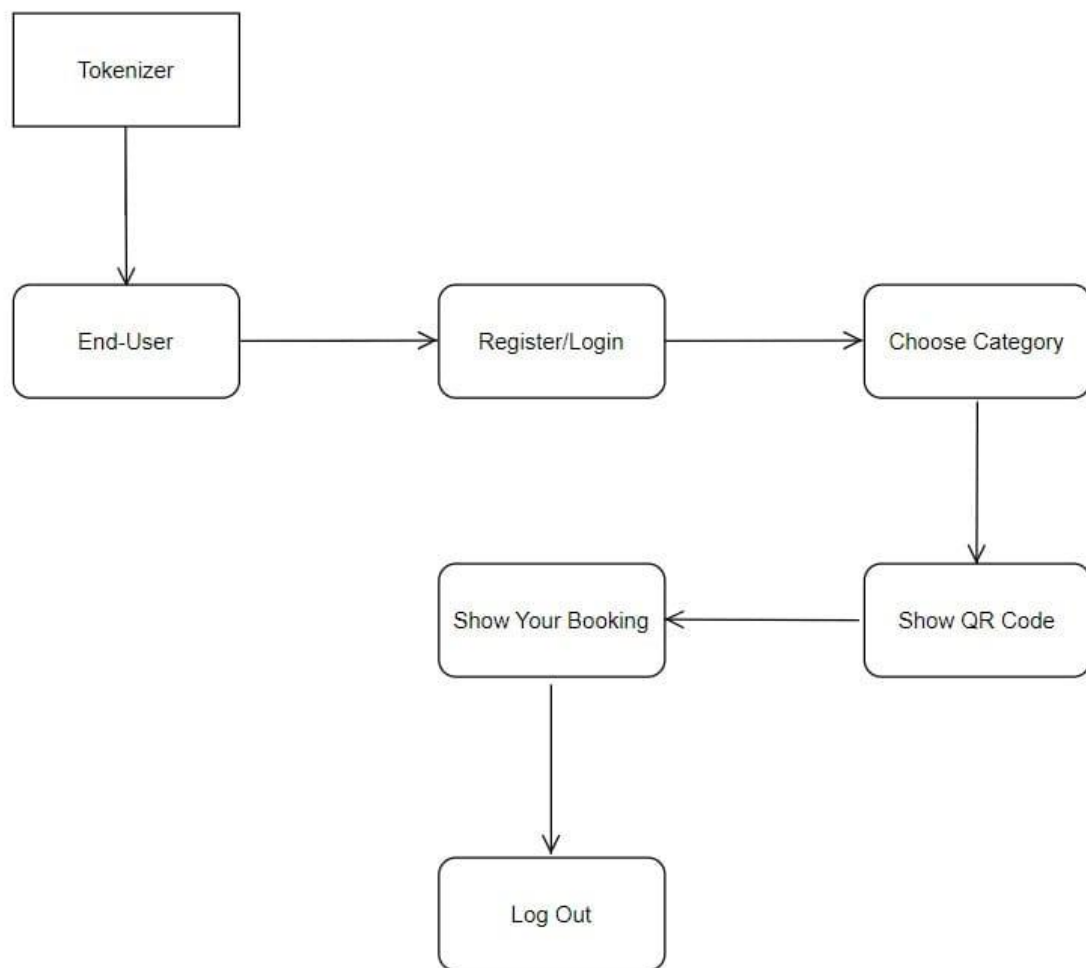 Tokenizer
End-User
Register/Login
Choose Category
Show QR Code
Show Your Booking
Log Out